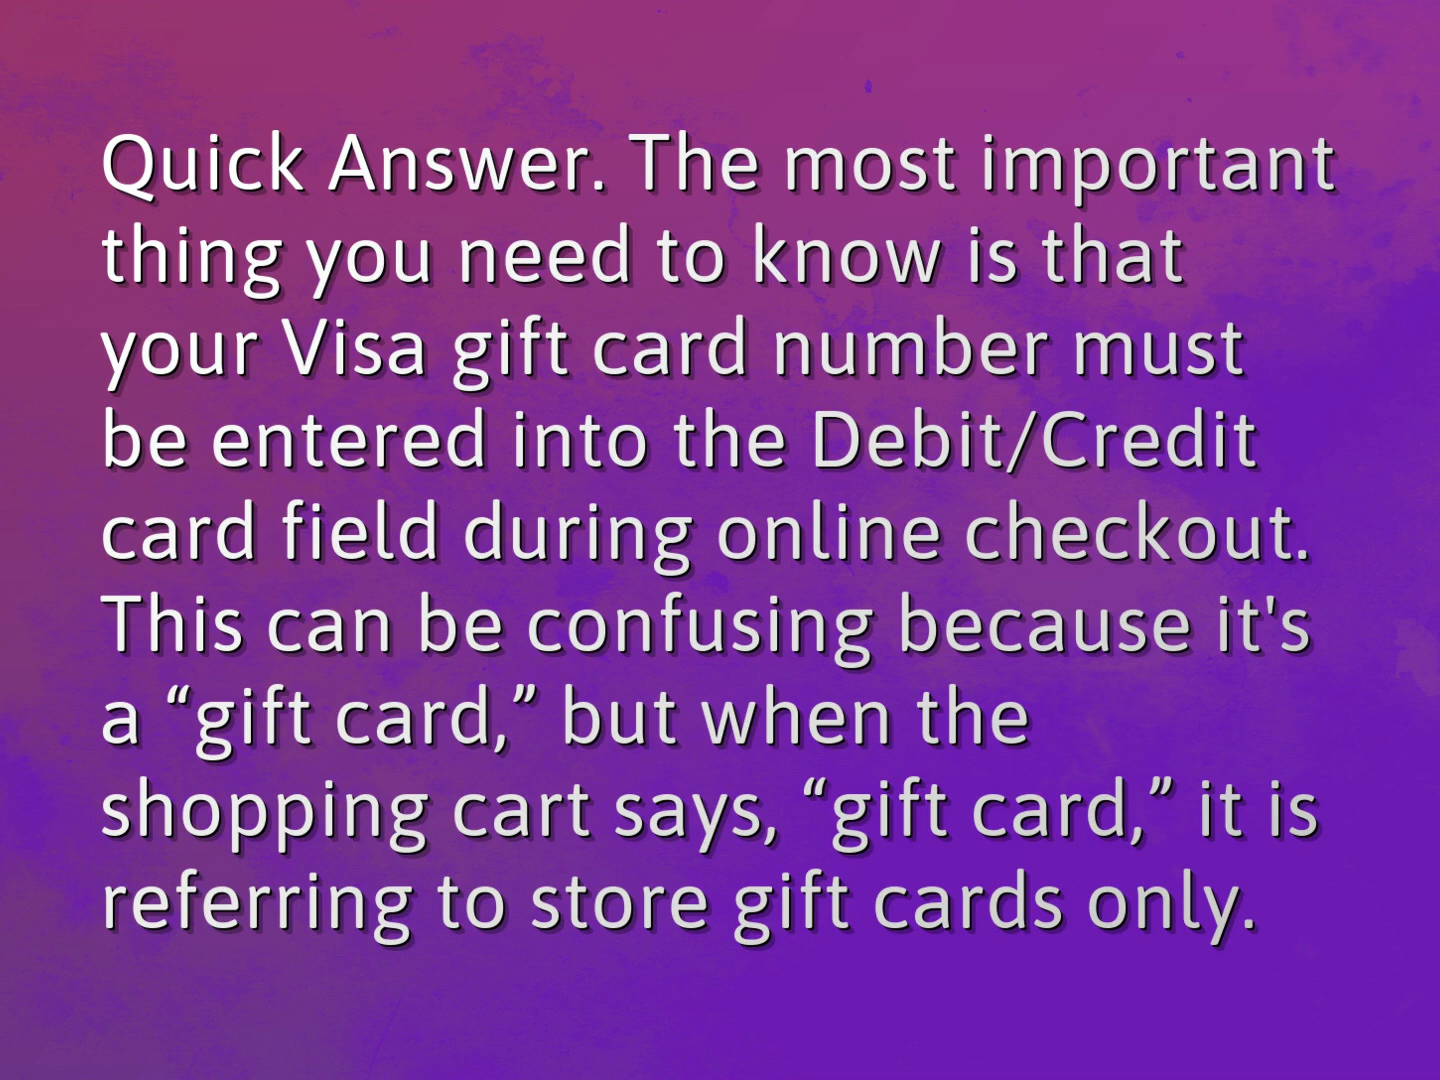 Quick Answer. The most important
thing you need to know is that
your Visa gift card number must
be entered into the Debit/Credit
card field during online checkout.
This can be confusing because it's
a “gift card,” but when the
shopping cart says, “gift card,” it is
referring to store gift cards only.